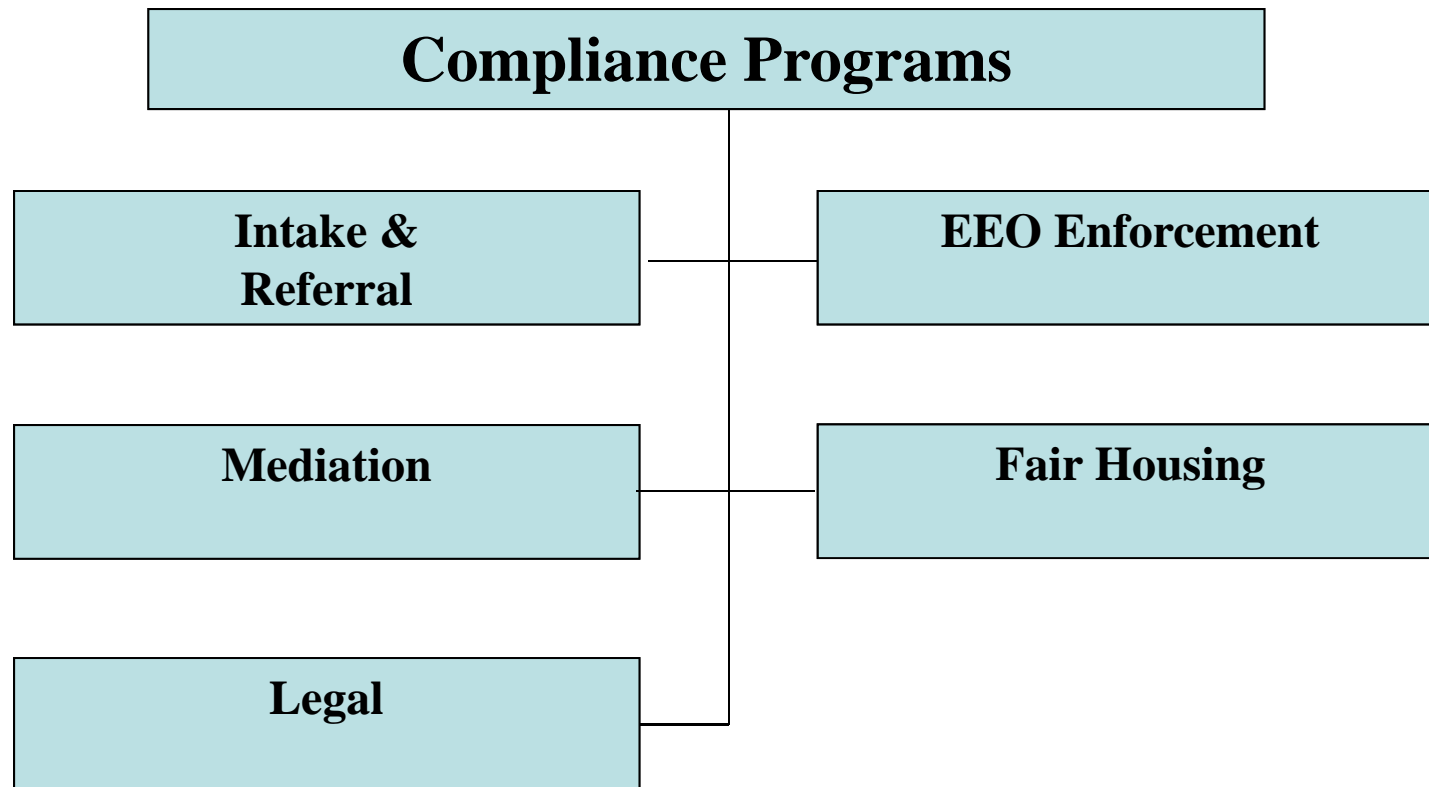 Compliance Programs
Intake &
Referral
EEO Enforcement
Mediation
Fair Housing
Legal